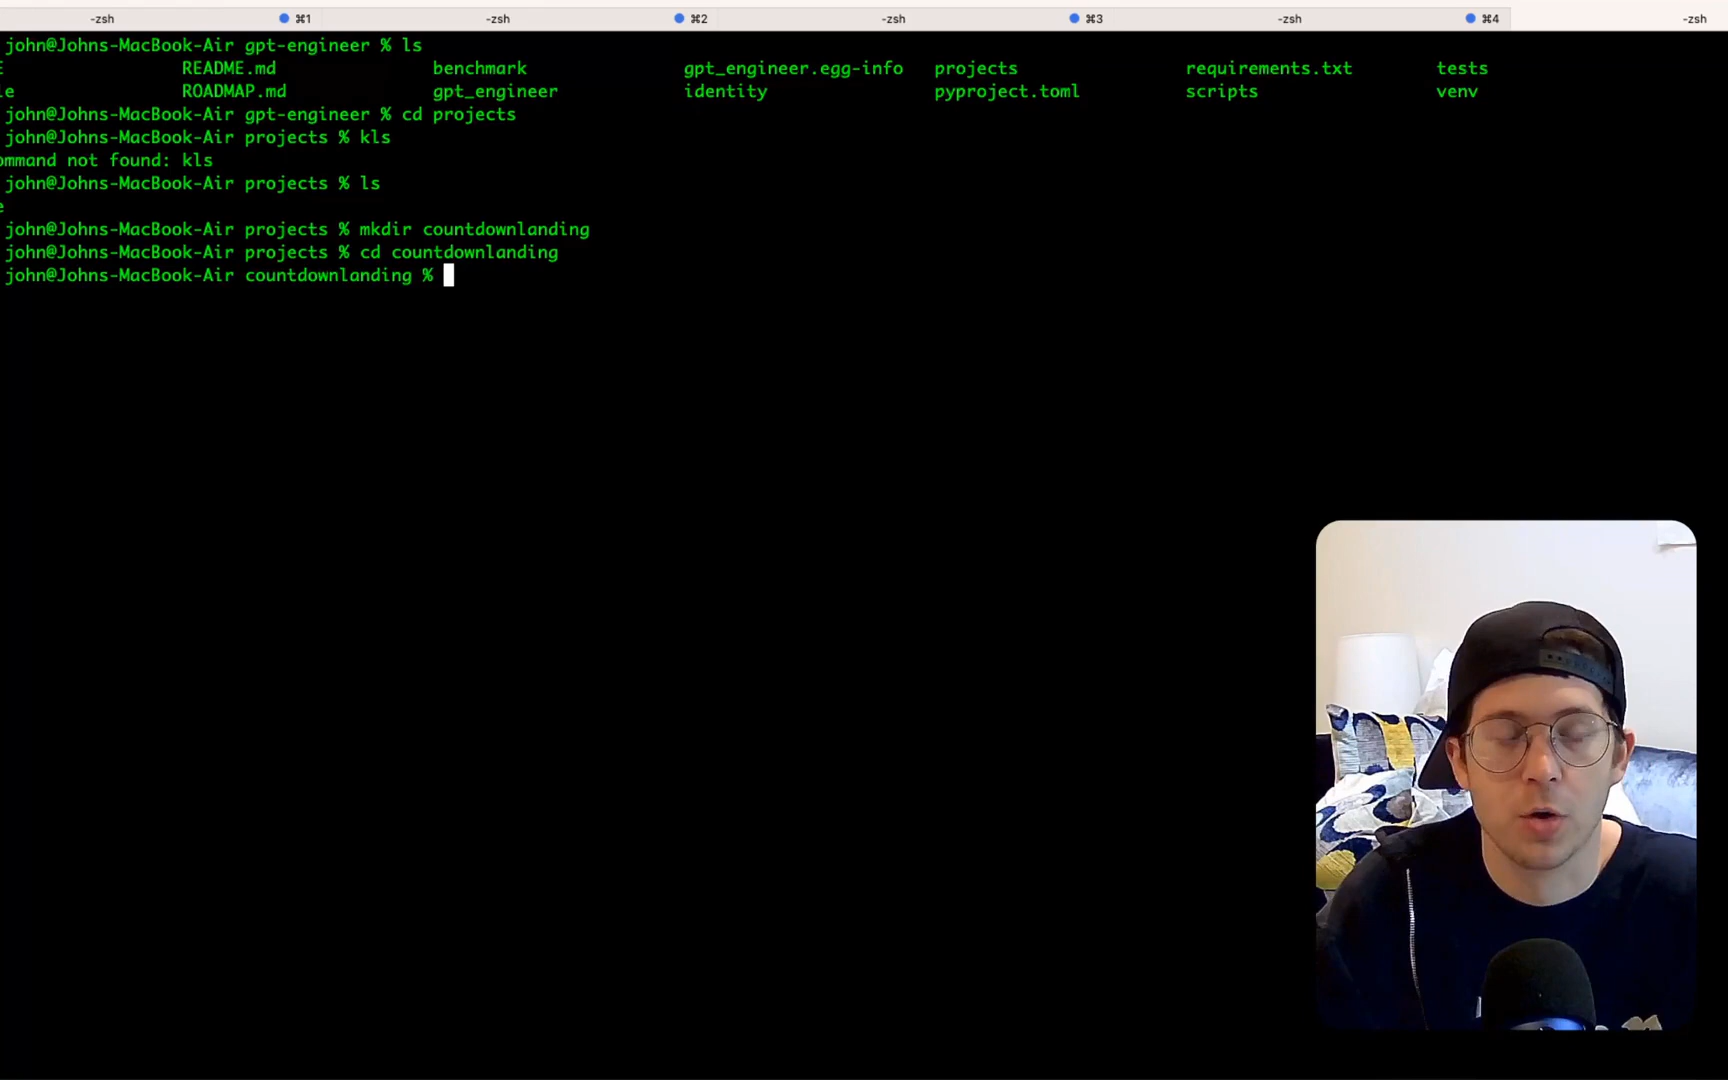 -zsh ⌘1 -zsh ⌘2 -zsh ⌘3 -zsh ⌘4 -zsh
john@Johns-MacBook-Air gpt-engineer % ls
README.md benchmark gpt_engineer.egg-info projects requirements.txt tests
ROADMAP.md gpt_engineer identity pyproject.toml scripts venv
john@Johns-MacBook-Air gpt-engineer % cd projects
john@Johns-MacBook-Air projects % kls
ommand not found: kls
john@Johns-MacBook-Air projects % ls
e
john@Johns-MacBook-Air projects % mkdir countdownlanding
john@Johns-MacBook-Air projects % cd countdownlanding
john@Johns-MacBook-Air countdownlanding %